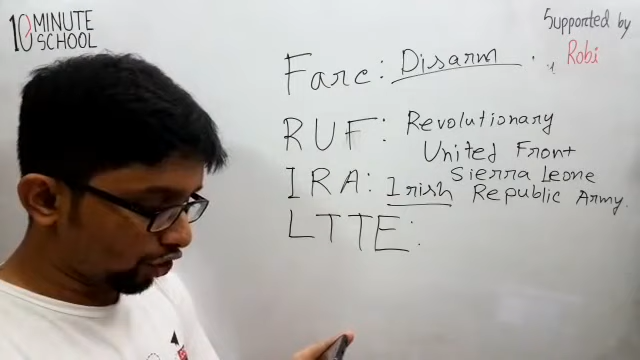 10 MINUTE SCHOOL
Supported by
Robi
Farc: Disarm
RUF: Revolutionary
United Front
Sierra Leone
IRA: Irish Republic Army.
LTTE: